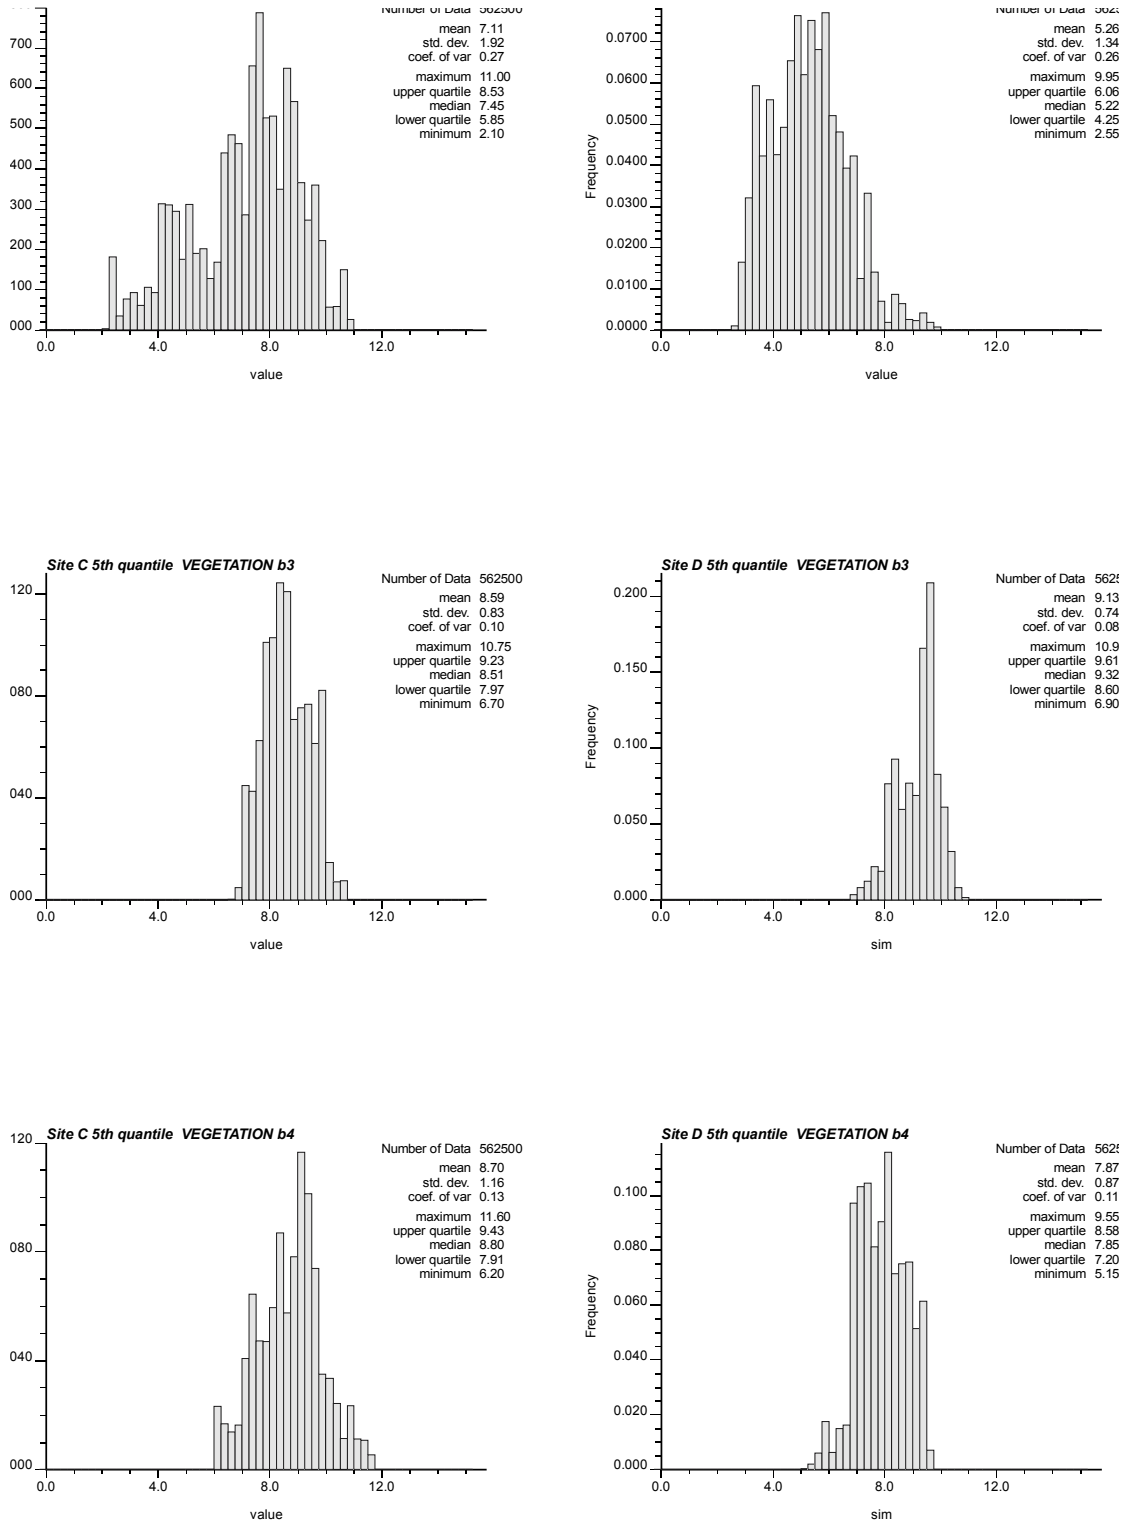 Number of Data 562500
mean 7.11
std. dev. 1.92
coef. of var 0.27
maximum 11.00
upper quartile 8.53
median 7.45
lower quartile 5.85
minimum 2.10
700
600
500
400
300
200
100
000
0.0 4.0 8.0 12.0
value
Number of Data
mean 5.26
std. dev. 1.34
coef. of var 0.26
maximum 9.95
upper quartile 6.06
median 5.22
lower quartile 4.25
minimum 2.55
Frequency
0.0700
0.0600
0.0500
0.0400
0.0300
0.0200
0.0100
0.0000
0.0 4.0 8.0 12.0
value
Site C 5th quantile VEGETATION b3
Number of Data 562500
mean 8.59
std. dev. 0.83
coef. of var 0.10
maximum 10.75
upper quartile 9.23
median 8.51
lower quartile 7.97
minimum 6.70
120
080
040
000
0.0 4.0 8.0 12.0
value
Site D 5th quantile VEGETATION b3
Number of Data 562
mean 9.13
std. dev. 0.74
coef. of var 0.08
maximum 10.9
upper quartile 9.61
median 9.32
lower quartile 8.60
minimum 6.90
Frequency
0.200
0.150
0.100
0.050
0.000
0.0 4.0 8.0 12.0
sim
Site C 5th quantile VEGETATION b4
Number of Data 562500
mean 8.70
std. dev. 1.16
coef. of var 0.13
maximum 11.60
upper quartile 9.43
median 8.80
lower quartile 7.91
minimum 6.20
120
080
040
000
0.0 4.0 8.0 12.0
value
Site D 5th quantile VEGETATION b4
Number of Data 562
mean 7.87
std. dev. 0.87
coef. of var 0.11
maximum 9.55
upper quartile 8.58
median 7.85
lower quartile 7.20
minimum 5.15
Frequency
0.100
0.080
0.060
0.040
0.020
0.000
0.0 4.0 8.0 12.0
sim